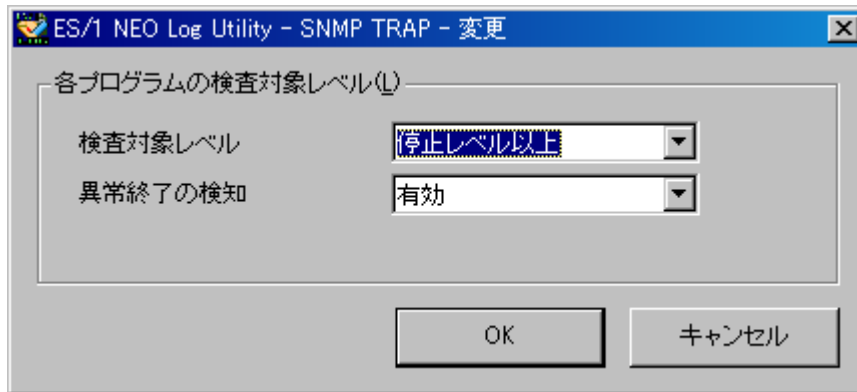 ES/1 NEO Log Utility - SNMP TRAP - 変更
各プログラムの検査対象レベル(L)
検査対象レベル 停止レベル以上
異常終了の検知 有効
OK キャンセル